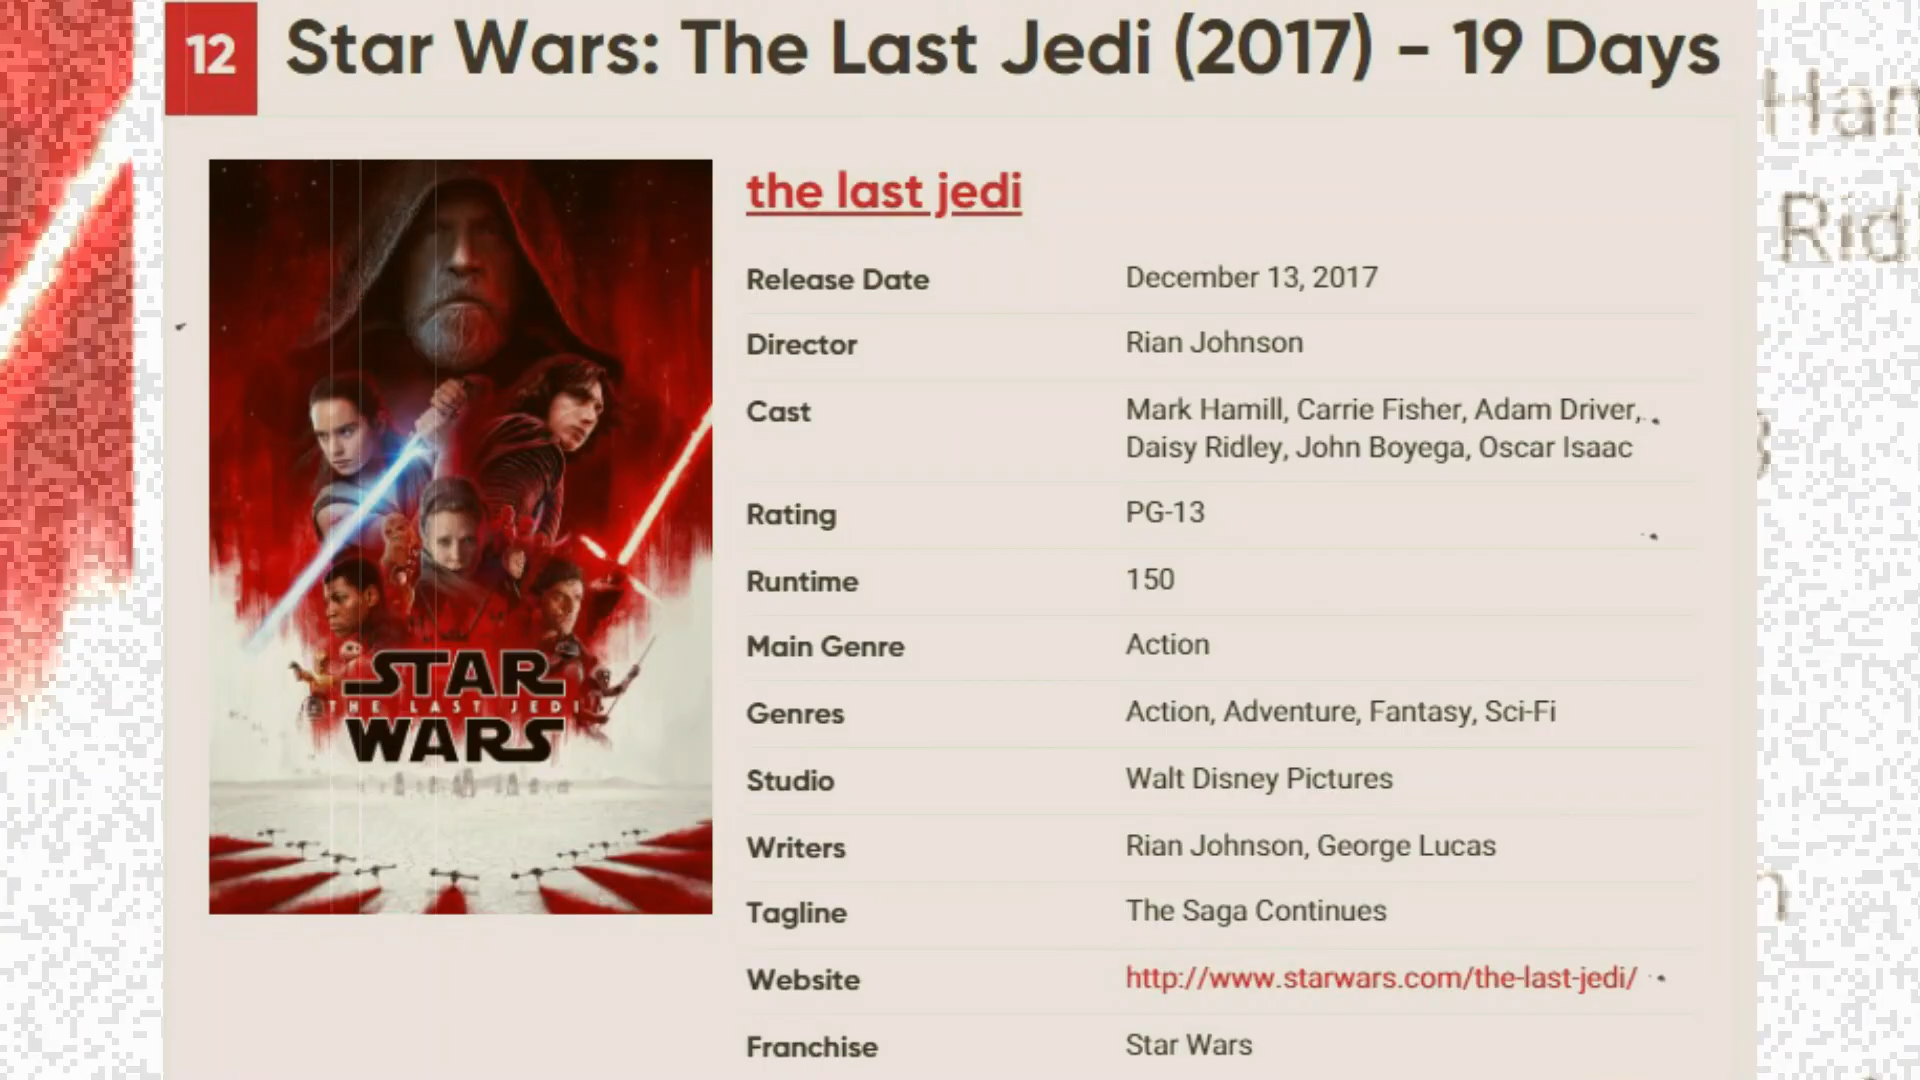 12
Star Wars: The Last Jedi (2017) - 19 Days
the last jedi
Release Date
December 13, 2017
Director
Rian Johnson
Cast
Mark Hamill, Carrie Fisher, Adam Driver,
Daisy Ridley, John Boyega, Oscar Isaac
Rating
PG-13
Runtime
150
Main Genre
Action
Genres
Action, Adventure, Fantasy, Sci-Fi
Studio
Walt Disney Pictures
Writers
Rian Johnson, George Lucas
Tagline
The Saga Continues
Website
http://www.starwars.com/the-last-jedi/
Franchise
Star Wars
STAR
THE LAST JEDI
WARS